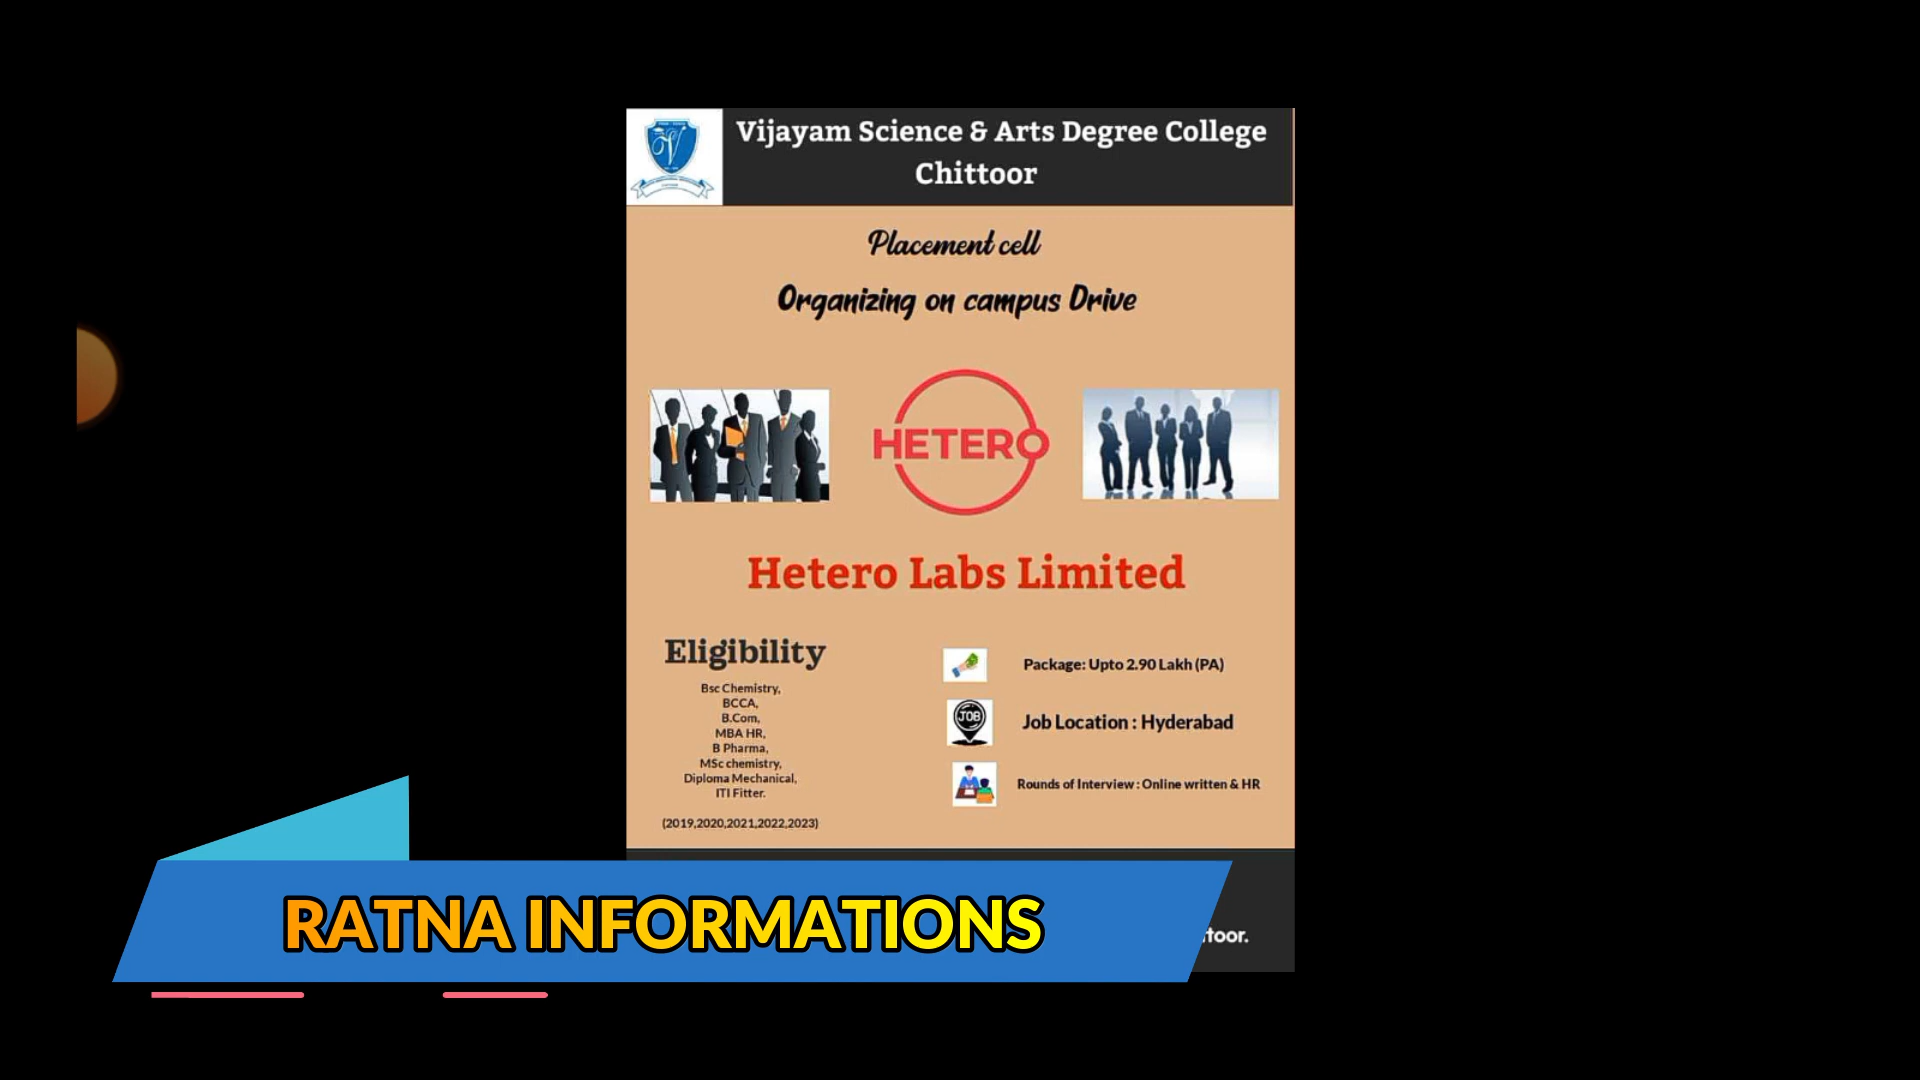 Vijayam Science & Arts Degree College
Chittoor
Placement cell
Organizing on campus Drive
HETERO
Hetero Labs Limited
Eligibility
Bsc Chemistry,
BCCA,
B.Com,
MBA HR,
B Pharma,
MSc chemistry,
Diploma Mechanical,
ITI Fitter.
(2019,2020,2021,2022,2023)
Package: Upto 2.90 Lakh (PA)
JOB
Job Location : Hyderabad
Rounds of Interview : Online written & HR
RATNA INFORMATIONS